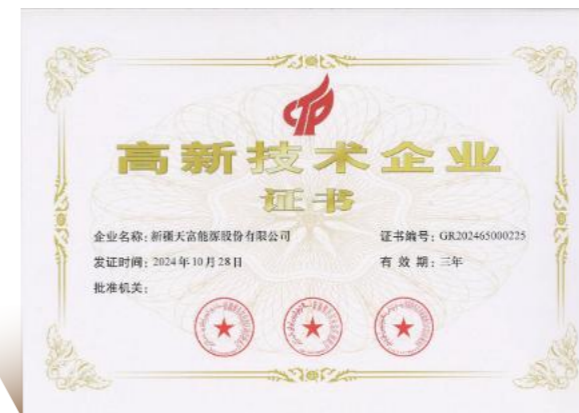 高新技术企业
证书
企业名称：新疆天富能源股份有限公司
证书编号：GR202465000225
发证时间：2024年10月28日
有效期：三年
批准机关：